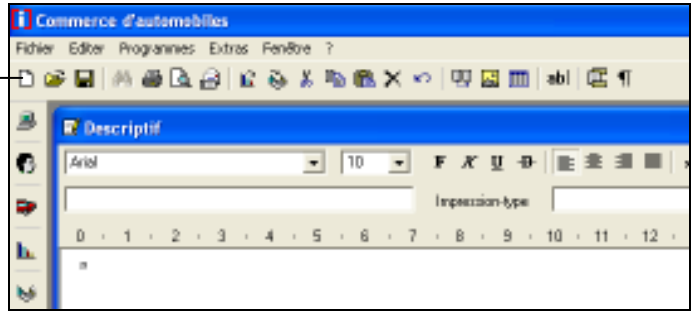 Commerce d'automobiles
Fichier Editer Programmes Extras Fenêtre ?
abl ¶
Descriptif
Arial 10 F K U D
Impression-type
0 1 2 3 4 5 6 7 8 9 10 11 12